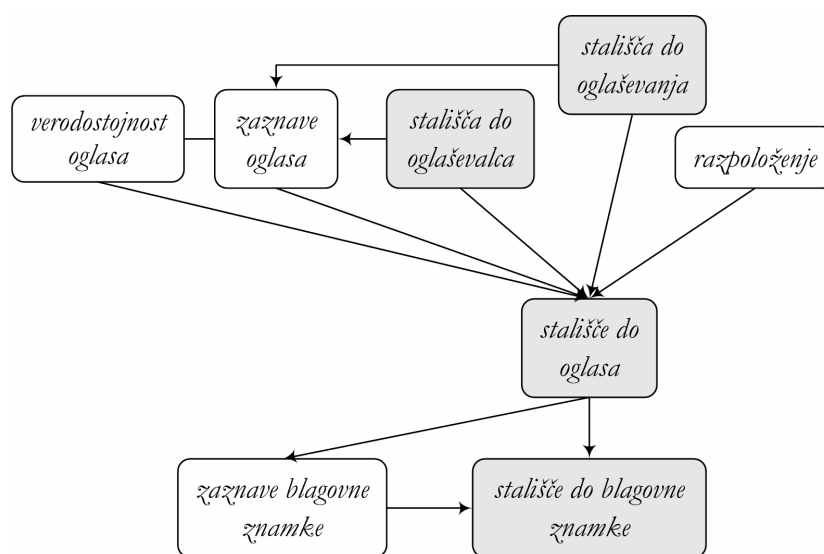 stališča do
oglaševanja
verodostojnost
oglasa
zaznave
oglasa
stališča do
oglaševalca
razpoloženje
stališče do
oglasa
zaznave blagovne
znamke
stališče do blagovne
znamke